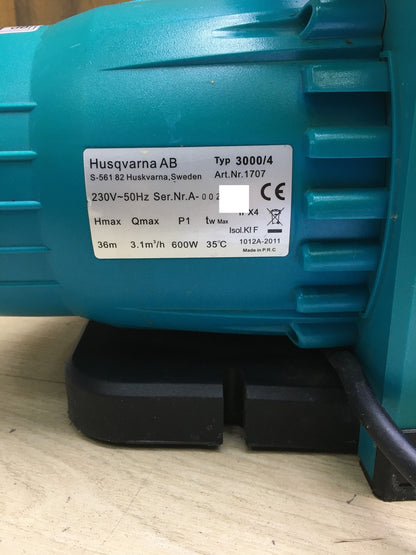 Husqvarna AB Typ 3000/4
S-561 82 Huskvarna,Sweden Art.Nr.1707
230V~50Hz Ser.Nr.A-002 CE
X4
Hmax Qmax P1 tw Max
Isol.Kl F
36m 3.1m³/h 600W 35℃ 1012A-2011
Made in P.R.C